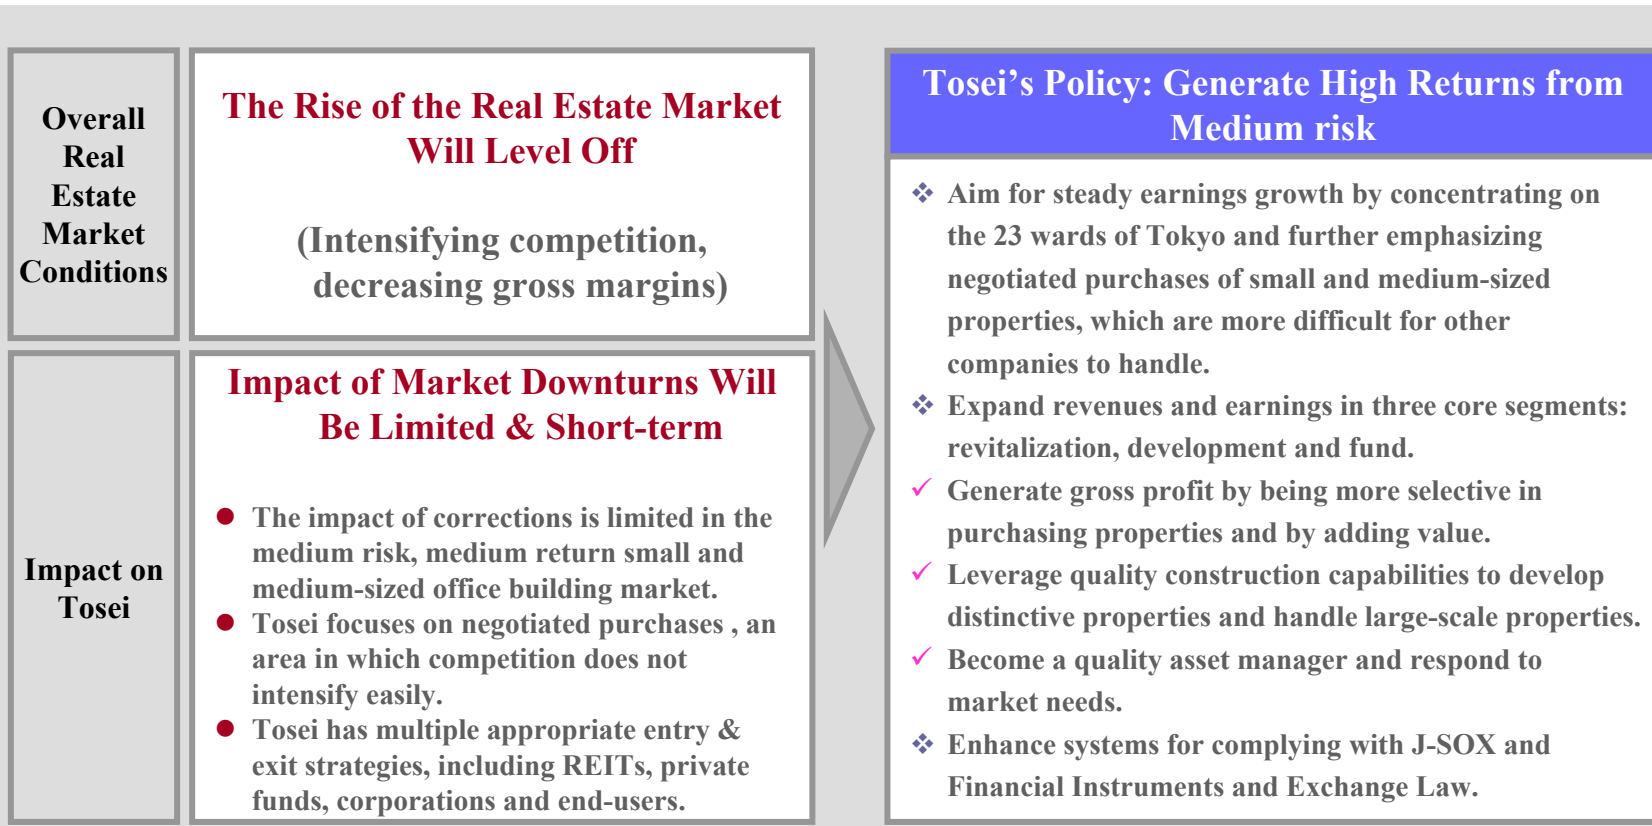 Overall
Real
Estate
Market
Conditions
The Rise of the Real Estate Market
Will Level Off
(Intensifying competition,
decreasing gross margins)
Impact on
Tosei
Impact of Market Downturns Will
Be Limited & Short-term
● The impact of corrections is limited in the
medium risk, medium return small and
medium-sized office building market.
● Tosei focuses on negotiated purchases , an
area in which competition does not
intensify easily.
● Tosei has multiple appropriate entry &
exit strategies, including REITs, private
funds, corporations and end-users.
Tosei’s Policy: Generate High Returns from
Medium risk
❖ Aim for steady earnings growth by concentrating on
the 23 wards of Tokyo and further emphasizing
negotiated purchases of small and medium-sized
properties, which are more difficult for other
companies to handle.
❖ Expand revenues and earnings in three core segments:
revitalization, development and fund.
✓ Generate gross profit by being more selective in
purchasing properties and by adding value.
✓ Leverage quality construction capabilities to develop
distinctive properties and handle large-scale properties.
✓ Become a quality asset manager and respond to
market needs.
❖ Enhance systems for complying with J-SOX and
Financial Instruments and Exchange Law.